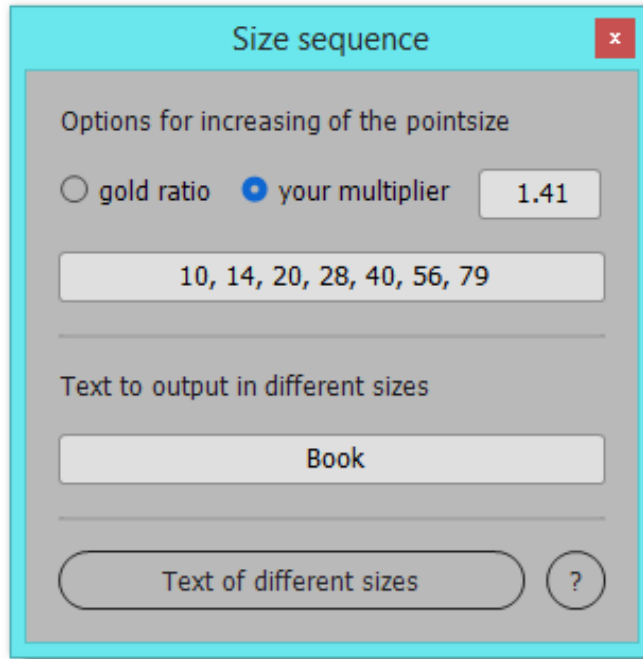 Size sequence
x
Options for increasing of the pointsize
gold ratio your multiplier 1.41
10, 14, 20, 28, 40, 56, 79
Text to output in different sizes
Book
Text of different sizes ?